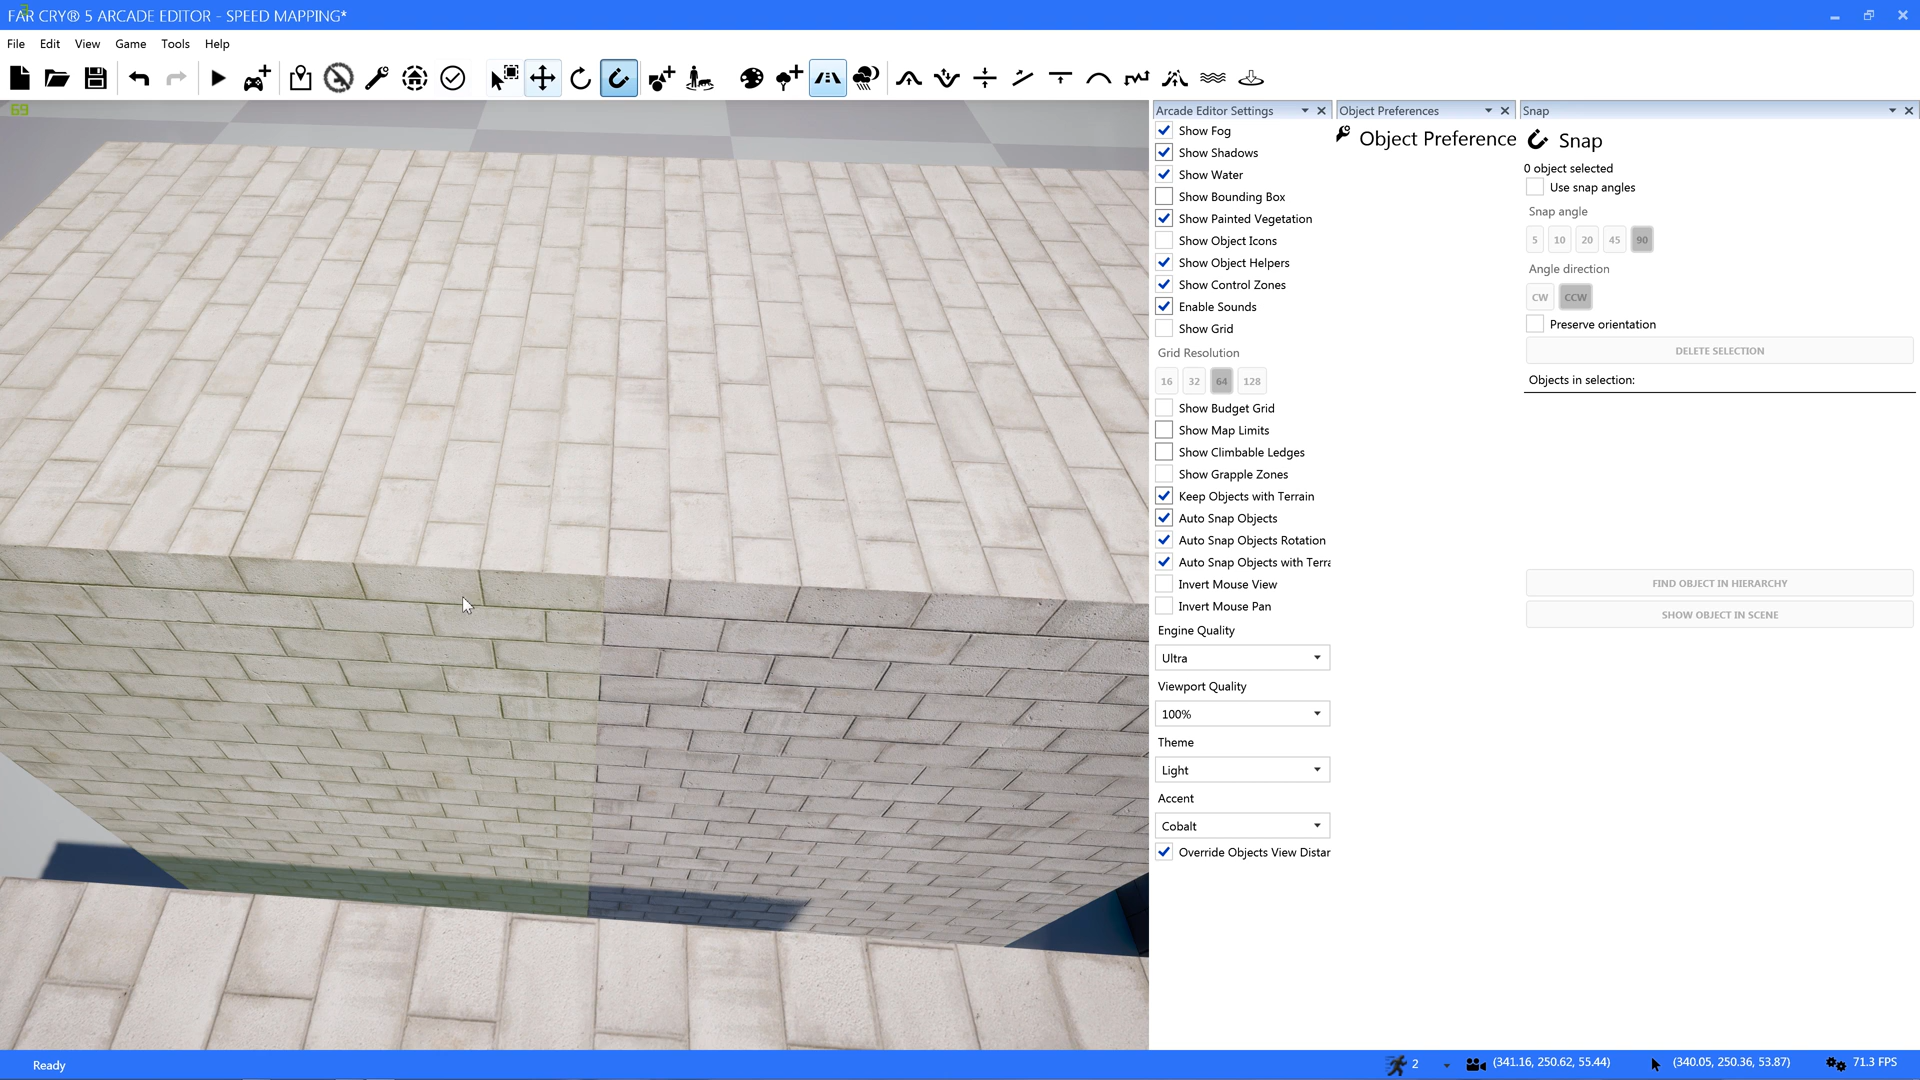 FAR CRY® 5 ARCADE EDITOR - SPEED MAPPING*
File Edit View Game Tools Help
69
Arcade Editor Settings
Show Fog
Show Shadows
Show Water
Show Bounding Box
Show Painted Vegetation
Show Object Icons
Show Object Helpers
Show Control Zones
Enable Sounds
Show Grid
Grid Resolution
16 32 64 128
Show Budget Grid
Show Map Limits
Show Climbable Ledges
Show Grapple Zones
Keep Objects with Terrain
Auto Snap Objects
Auto Snap Objects Rotation
Auto Snap Objects with Terra
Invert Mouse View
Invert Mouse Pan
Engine Quality
Ultra
Viewport Quality
100%
Theme
Light
Accent
Cobalt
Override Objects View Distar
Object Preferences
Object Preference
Snap
Snap
0 object selected
Use snap angles
Snap angle
5 10 20 45 90
Angle direction
CW CCW
Preserve orientation
DELETE SELECTION
Objects in selection:
FIND OBJECT IN HIERARCHY
SHOW OBJECT IN SCENE
Ready
2
(341.16, 250.62, 55.44)
(340.05, 250.36, 53.87)
71.3 FPS